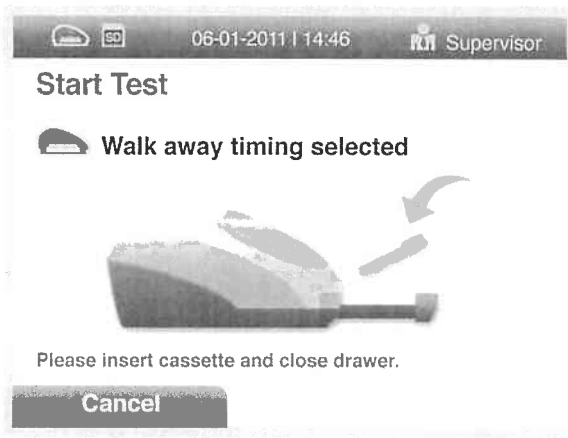 SD 06-01-2011 | 14:46 Supervisor
Start Test
Walk away timing selected
Please insert cassette and close drawer.
Cancel